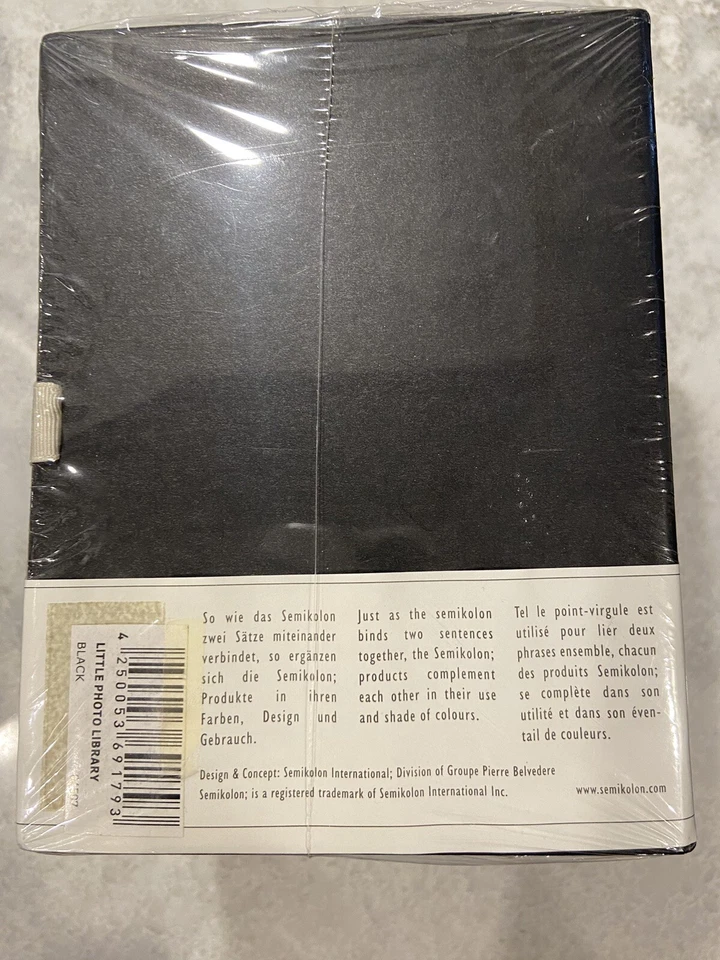 So wie das Semikolon
zwei Sätze miteinander
verbindet, so ergänzen
sich die Semikolon;
Produkte in ihren
Farben, Design und
Gebrauch.
Just as the semikolon
binds two sentences
together, the Semikolon;
products complement
each other in their use
and shade of colours.
Tel le point-virgule est
utilisé pour lier deux
phrases ensemble, chacun
des produits Semikolon;
se complète dans son
utilité et dans son éven-
tail de couleurs.
Design & Concept: Semikolon International; Division of Groupe Pierre Belvedere
Semikolon; is a registered trademark of Semikolon International Inc.
www.semikolon.com
4 250053 691793
LITTLE PHOTO LIBRARY
BLACK